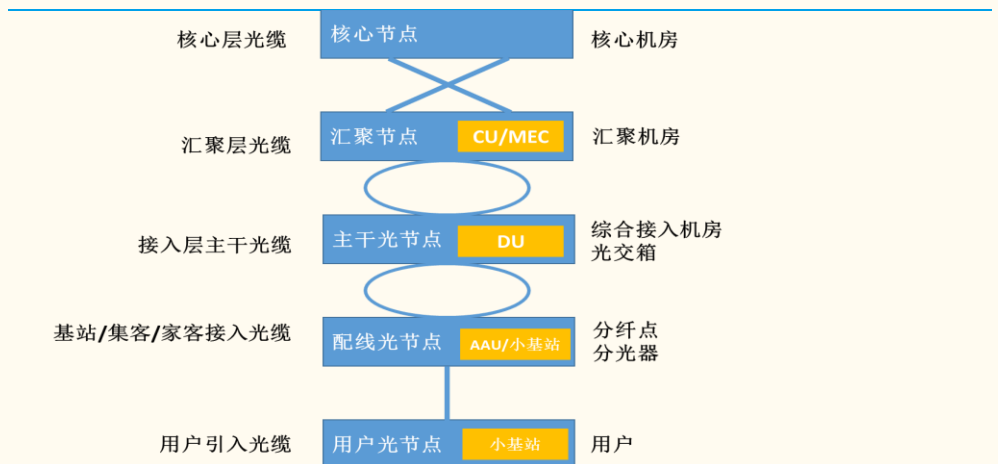 核心层光缆 核心节点 核心机房
汇聚层光缆 汇聚节点 CU/MEC 汇聚机房
接入层主干光缆 主干光节点 DU 综合接入机房
光交箱
基站/集客/家客接入光缆 配线光节点 AAU/小基站 分纤点
分光器
用户引入光缆 用户光节点 小基站 用户